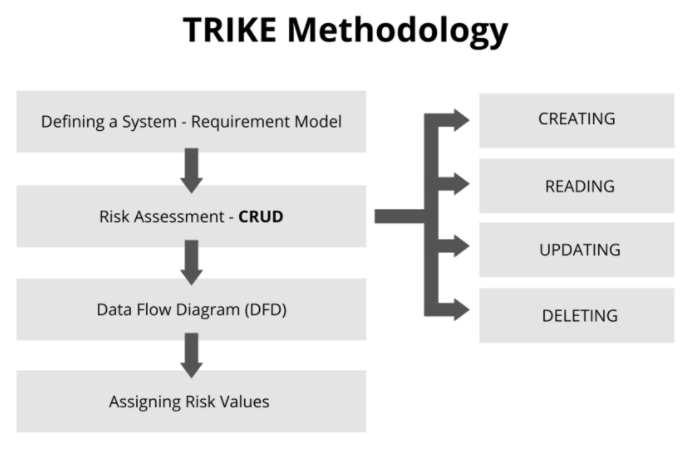 TRIKE Methodology
Defining a System - Requirement Model
Risk Assessment - CRUD
Data Flow Diagram (DFD)
Assigning Risk Values
CREATING
READING
UPDATING
DELETING